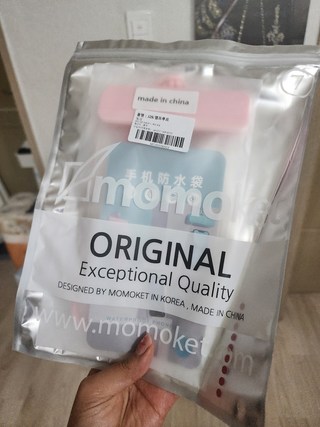 made in china
momo
手机防水袋
ORIGINAL
Exceptional Quality
DESIGNED BY MOMOKET IN KOREA , MADE IN CHINA
www.momoket.com